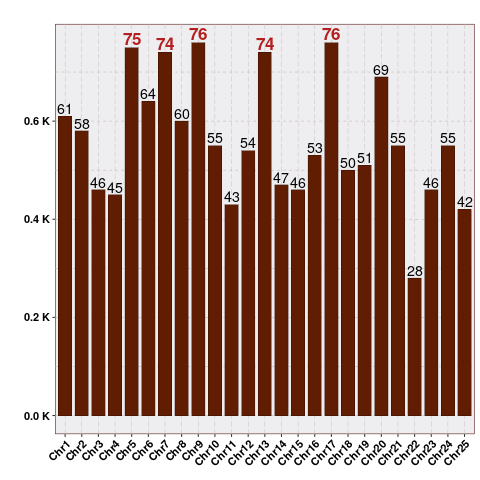 75 74 76 74 76
61 58 46 45 64 60 55 43 54 47 46 53 50 51 69 55 28 46 55 42
0.6 K
0.4 K
0.2 K
0.0 K
Chr1 Chr2 Chr3 Chr4 Chr5 Chr6 Chr7 Chr8 Chr9 Chr10 Chr11 Chr12 Chr13 Chr14 Chr15 Chr16 Chr17 Chr18 Chr19 Chr20 Chr21 Chr22 Chr23 Chr24 Chr25